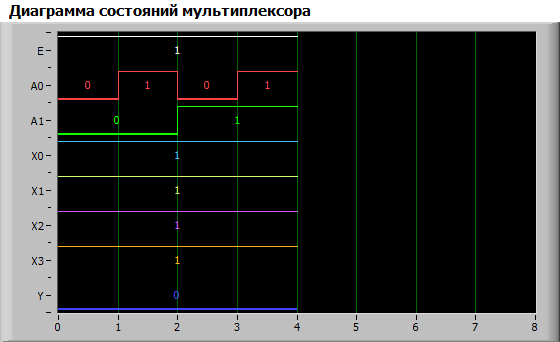 Диаграмма состояний мультиплексора
E 1
A0 0 1 0 1
A1 0 1
X0 1
X1 1
X2 1
X3 1
Y 0
0 1 2 3 4 5 6 7 8